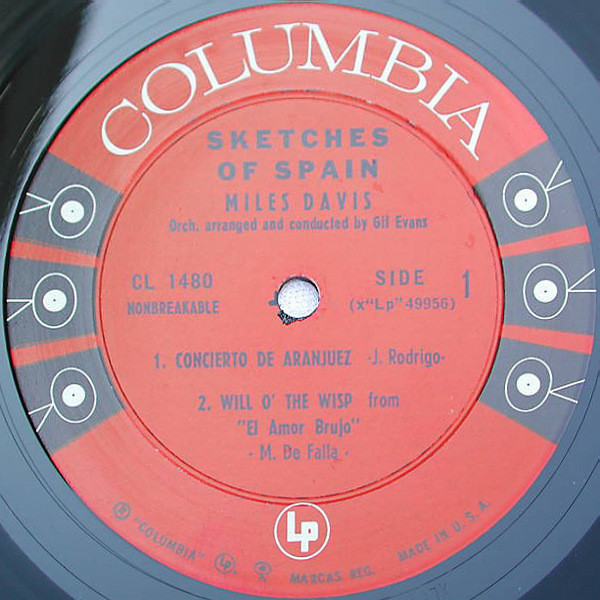 COLUMBIA
SKETCHES
OF SPAIN
MILES DAVIS
Orch. arranged and conducted by Gil Evans
CL 1480
NONBREAKABLE
SIDE 1
(x"Lp" 49956)
1. CONCIERTO DE ARANJUEZ -J. Rodrigo-
2. WILL O' THE WISP from
"El Amor Brujo"
- M. De Falla -
Lp
® "COLUMBIA" Lp. MARCAS REG. MADE IN U.S.A.